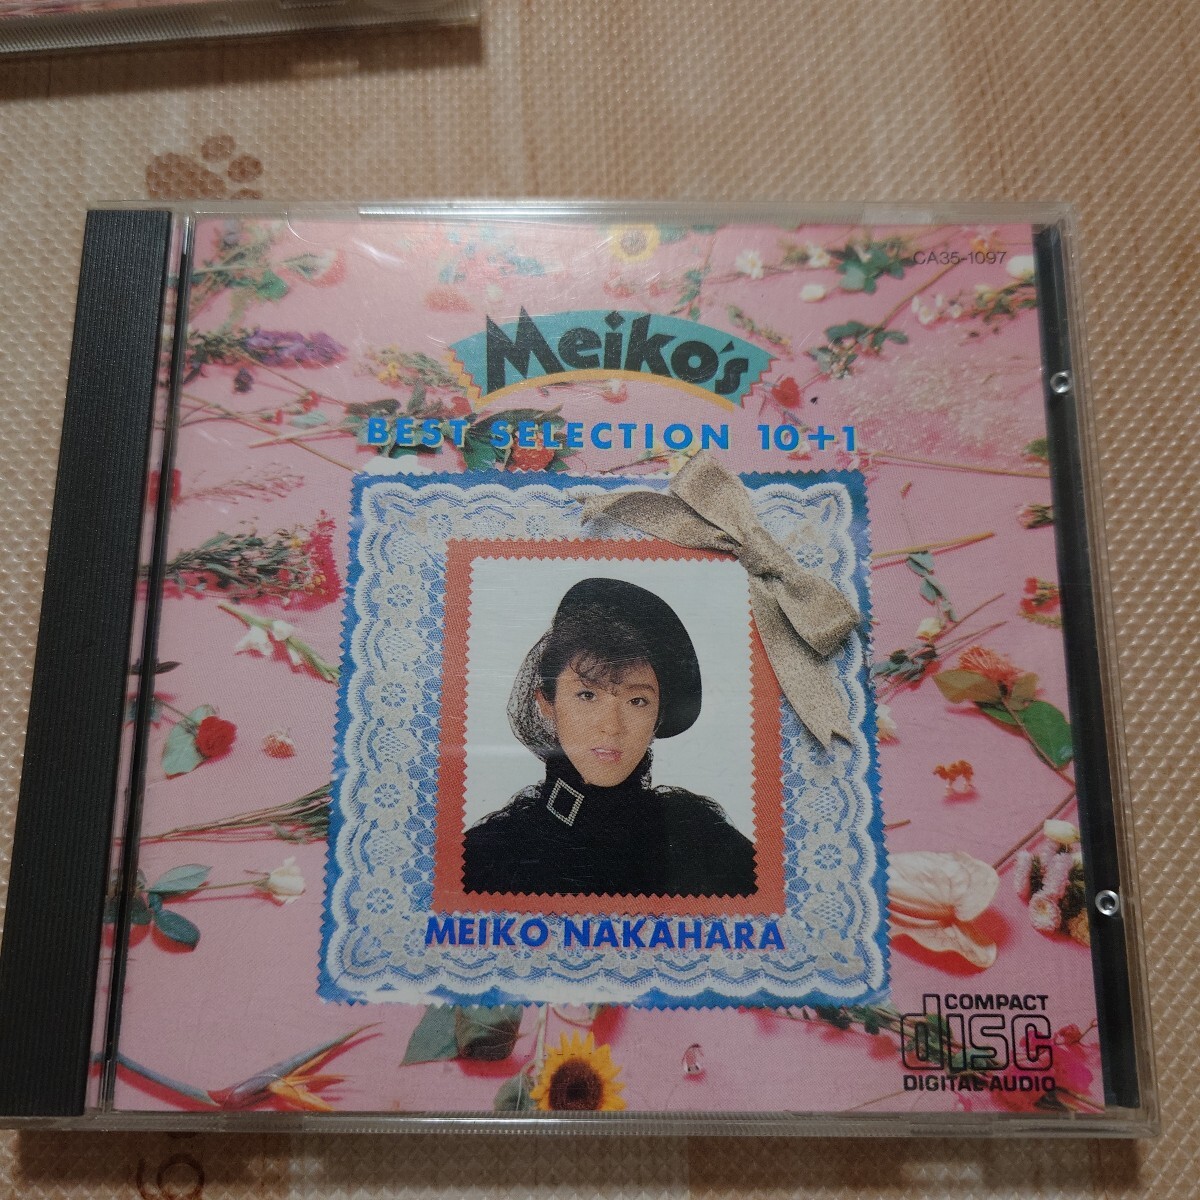 CA35-1097
Meiko's
BEST SELECTION 10+1
MEIKO NAKAHARA
COMPACT
disc
DIGITAL AUDIO